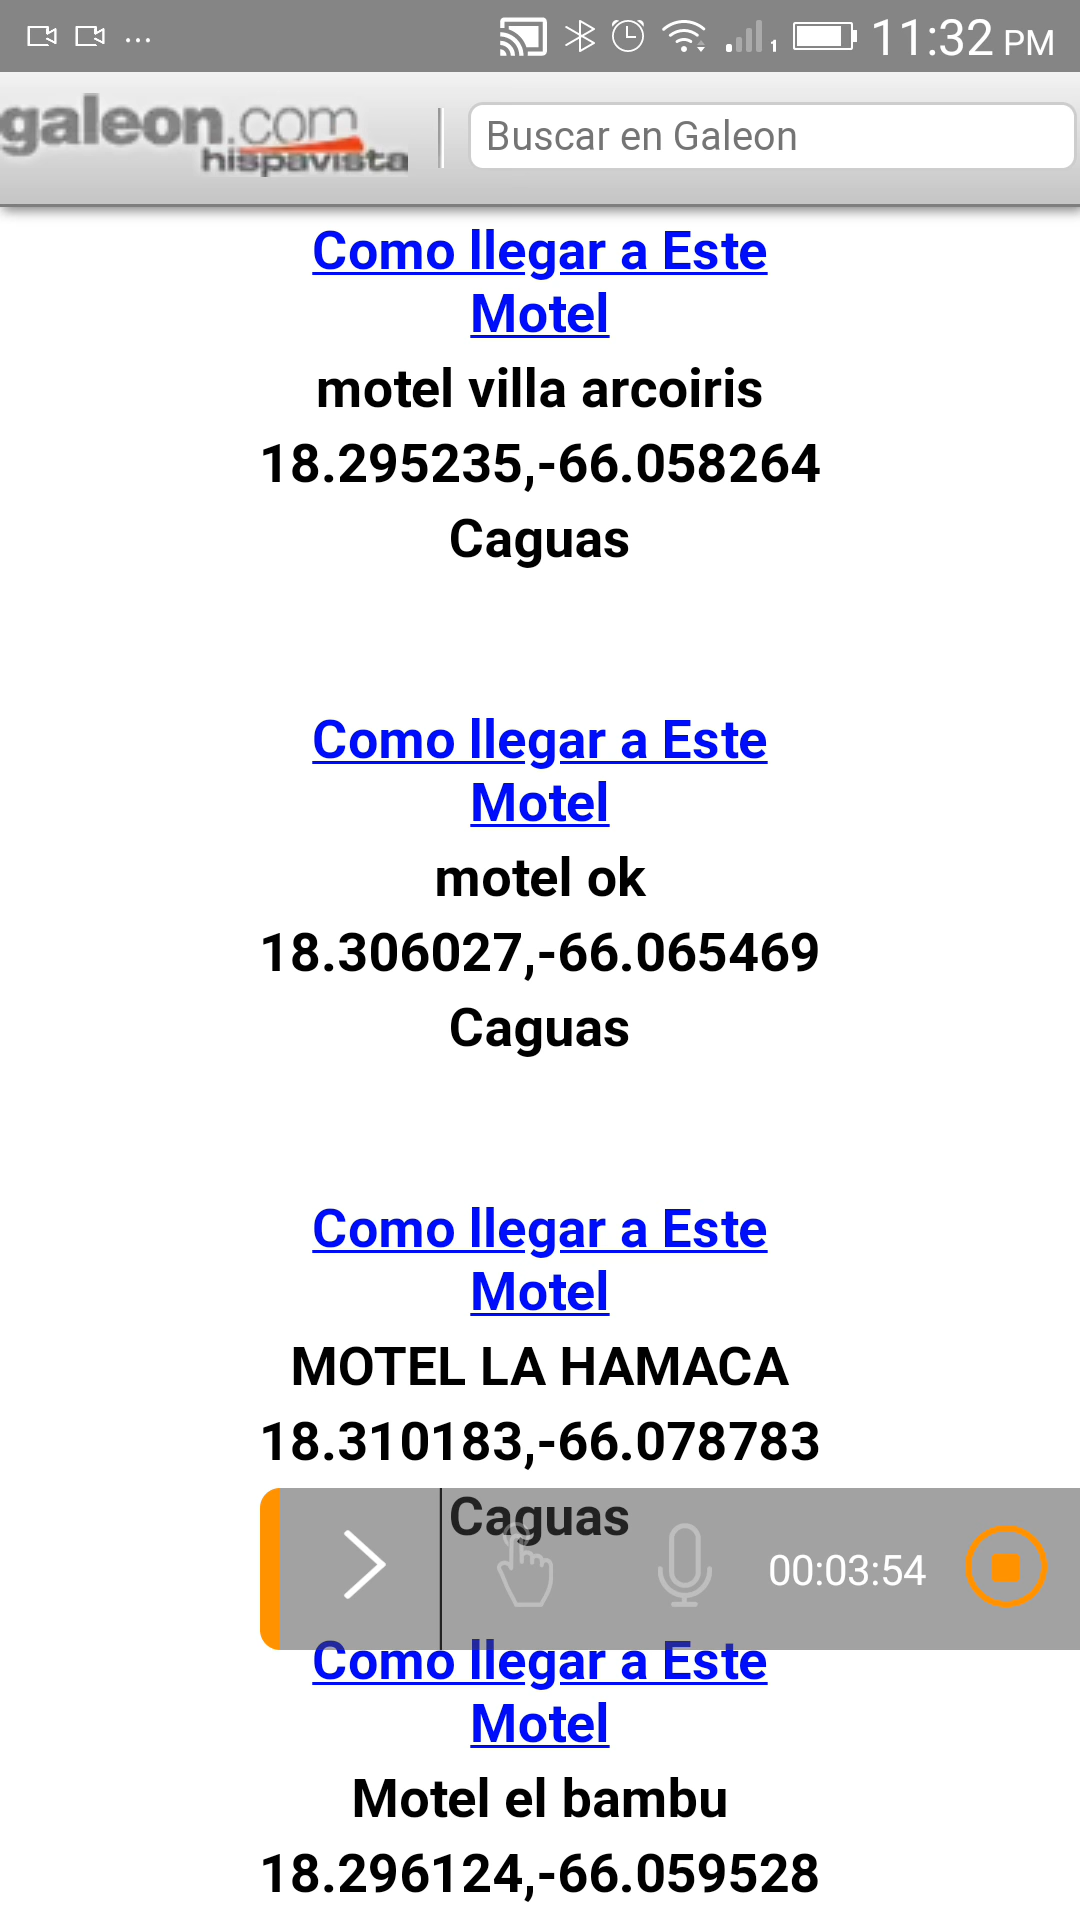 11:32 PM
galeon.com
hispavista
Buscar en Galeon
Como llegar a Este
Motel
motel villa arcoiris
18.295235,-66.058264
Caguas
Como llegar a Este
Motel
motel ok
18.306027,-66.065469
Caguas
Como llegar a Este
Motel
MOTEL LA HAMACA
18.310183,-66.078783
Caguas
00:03:54
Como llegar a Este
Motel
Motel el bambu
18.296124,-66.059528